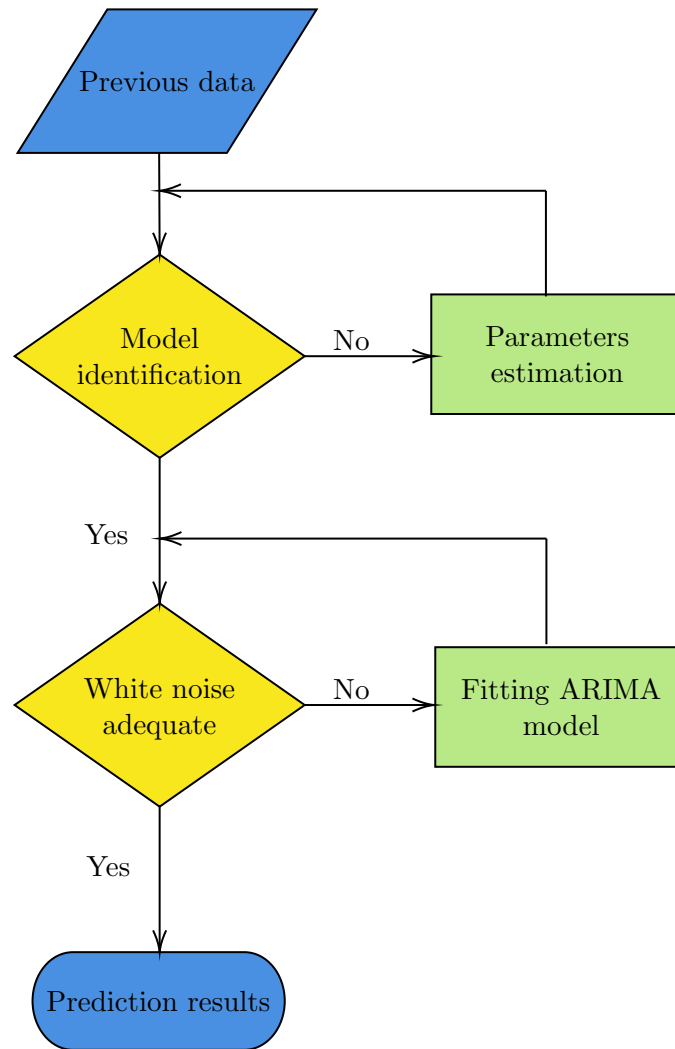 Previous data
Model
identification
No
Parameters
estimation
Yes
White noise
adequate
No
Fitting ARIMA
model
Yes
Prediction results